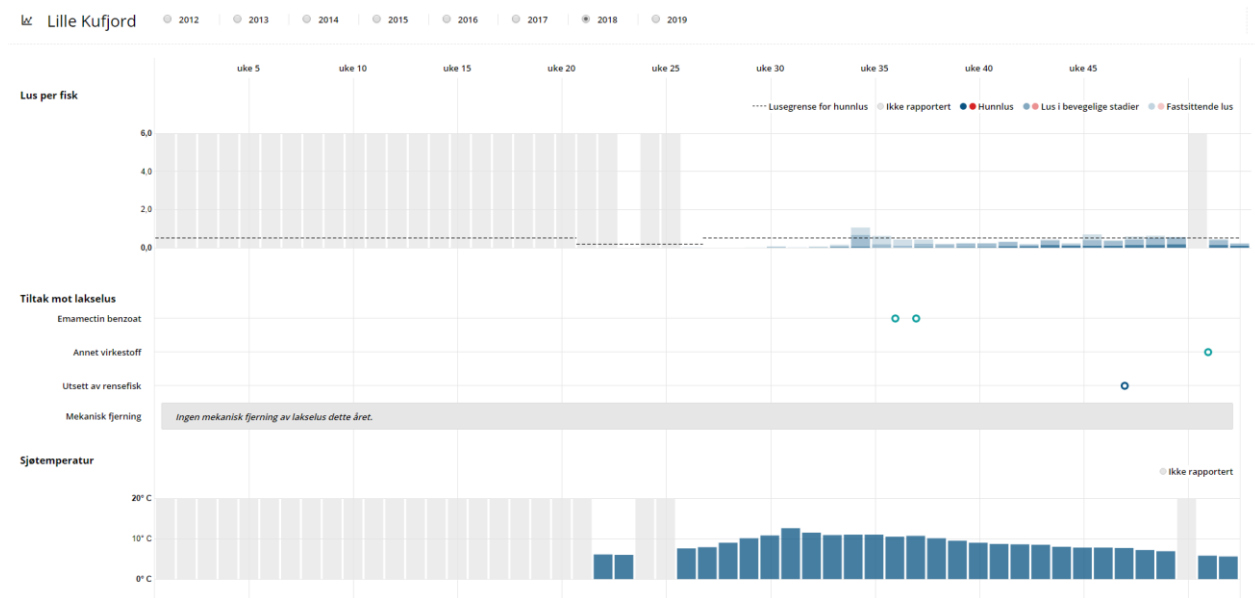 Lille Kufjord 2012 2013 2014 2015 2016 2017 2018 2019
uke 5 uke 10 uke 15 uke 20 uke 25 uke 30 uke 35 uke 40 uke 45
Lus per fisk
---- Lusegrense for hunnlus Ikke rapportert Hunnlus Lus i bevegelige stadier Fastsittende lus
6,0
4,0
2,0
0,0
Tiltak mot lakselus
Emamectin benzoat
Annet virkestoff
Utsett av rensefisk
Mekanisk fjerning Ingen mekanisk fjerning av lakselus dette året.
Sjøtemperatur
Ikke rapportert
20° C
10° C
0° C